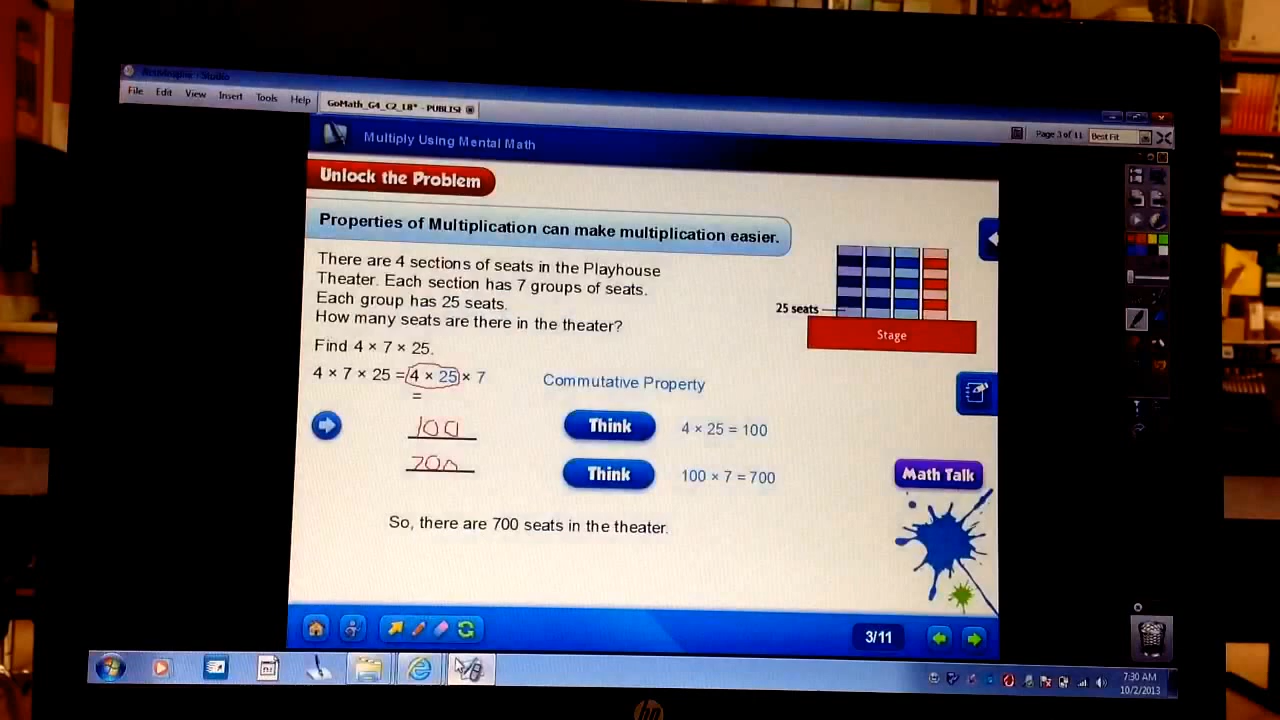 File Edit View Insert Tools Help
GoMath_G4_C2_L8* - PUBLISH
Page 3 of 11 Best Fit
Multiply Using Mental Math
Unlock the Problem
Properties of Multiplication can make multiplication easier.
There are 4 sections of seats in the Playhouse
Theater. Each section has 7 groups of seats.
Each group has 25 seats.
How many seats are there in the theater?
25 seats
Stage
Find 4 × 7 × 25.
4 × 7 × 25 = 4 × 25 × 7
Commutative Property
=
100
Think 4 × 25 = 100
700
Think 100 × 7 = 700
Math Talk
So, there are 700 seats in the theater.
3/11
7:30 AM
10/2/2013
hp